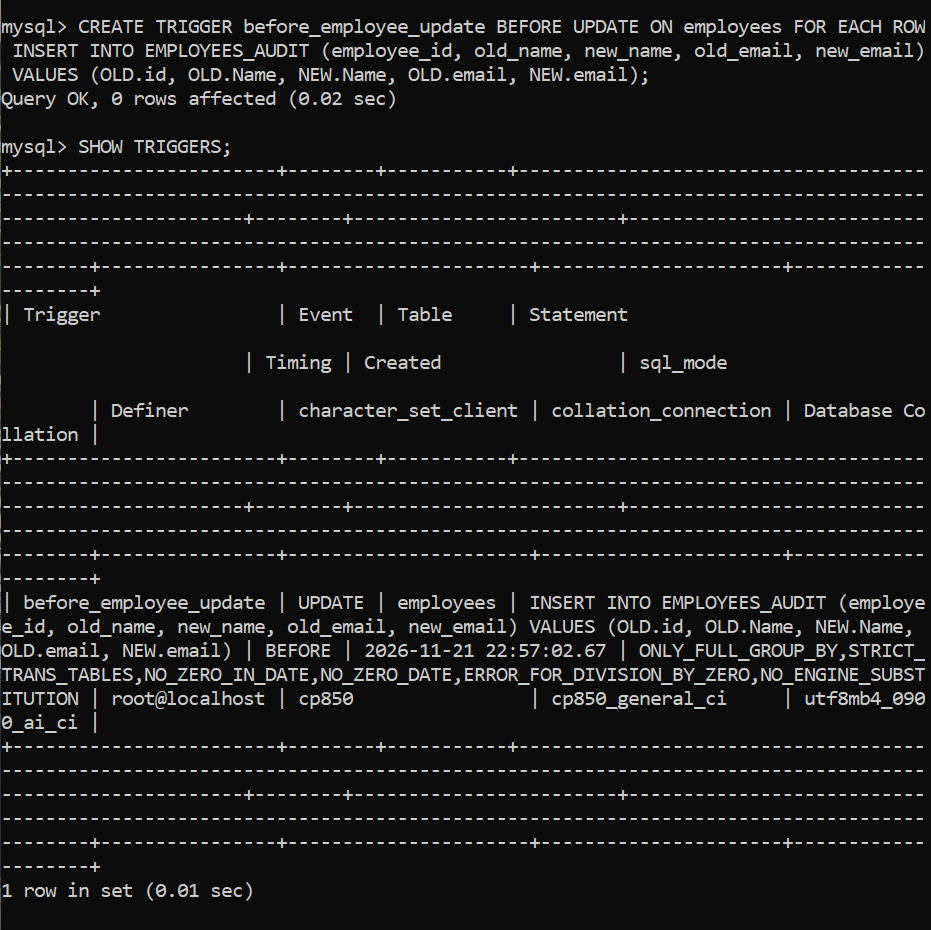 mysql> CREATE TRIGGER before_employee_update BEFORE UPDATE ON employees FOR EACH ROW
 INSERT INTO EMPLOYEES_AUDIT (employee_id, old_name, new_name, old_email, new_email)
 VALUES (OLD.id, OLD.Name, NEW.Name, OLD.email, NEW.email);
Query OK, 0 rows affected (0.02 sec)

mysql> SHOW TRIGGERS;
+------------------------+--------+-----------+-------------------------------------
------------------------------------------------------------------------------------
----------------------+--------+------------------------+---------------------------
------------------------------------------------------------------------------------
--------+----------------+----------------------+----------------------+------------
--------+
| Trigger                | Event  | Table     | Statement

                      | Timing | Created                | sql_mode

        | Definer        | character_set_client | collation_connection | Database Co
llation |
+------------------------+--------+-----------+-------------------------------------
------------------------------------------------------------------------------------
----------------------+--------+------------------------+---------------------------
------------------------------------------------------------------------------------
--------+----------------+----------------------+----------------------+------------
--------+
| before_employee_update | UPDATE | employees | INSERT INTO EMPLOYEES_AUDIT (employe
e_id, old_name, new_name, old_email, new_email) VALUES (OLD.id, OLD.Name, NEW.Name,
OLD.email, NEW.email) | BEFORE | 2026-11-21 22:57:02.67 | ONLY_FULL_GROUP_BY,STRICT_
TRANS_TABLES,NO_ZERO_IN_DATE,NO_ZERO_DATE,ERROR_FOR_DIVISION_BY_ZERO,NO_ENGINE_SUBST
ITUTION | root@localhost | cp850                | cp850_general_ci     | utf8mb4_090
0_ai_ci |
+------------------------+--------+-----------+-------------------------------------
------------------------------------------------------------------------------------
----------------------+--------+------------------------+---------------------------
------------------------------------------------------------------------------------
--------+----------------+----------------------+----------------------+------------
--------+
1 row in set (0.01 sec)